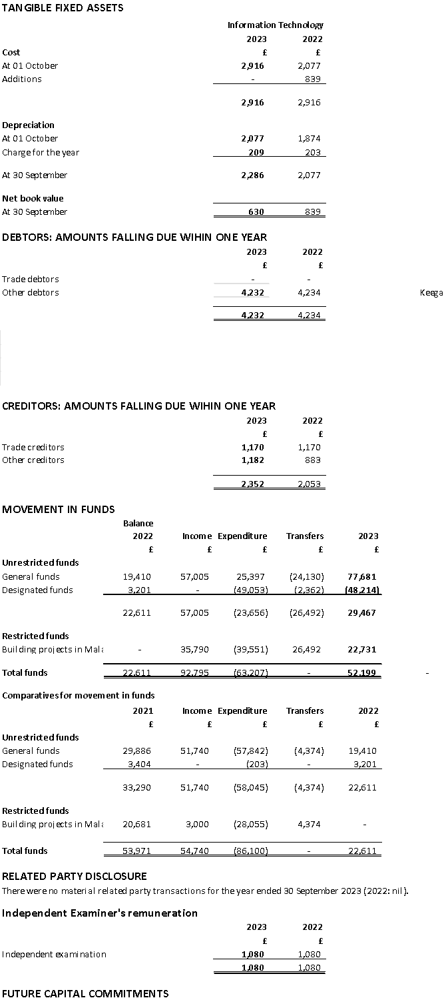 TANGIBLE FIXED ASSETS
Information Technology
2023 2022
Cost £ £
At 01 October 2,916 2,077
Additions - 839
2,916 2,916
Depreciation
At 01 October 2,077 1,874
Charge for the year 209 203
At 30 September 2,286 2,077
Net book value
At 30 September 630 839
DEBTORS: AMOUNTS FALLING DUE WIHIN ONE YEAR
2023 2022
£ £
Trade debtors - -
Other debtors 4,232 4,234 Keega
4,232 4,234
CREDITORS: AMOUNTS FALLING DUE WIHIN ONE YEAR
2023 2022
£ £
Trade creditors 1,170 1,170
Other creditors 1,182 883
2,352 2,053
MOVEMENT IN FUNDS
Balance
2022 Income Expenditure Transfers 2023
£ £ £ £ £
Unrestricted funds
General funds 19,410 57,005 25,397 (24,130) 77,681
Designated funds 3,201 - (49,053) (2,362) (48,214)
22,611 57,005 (23,656) (26,492) 29,467
Restricted funds
Building projects in Mala - 35,790 (39,551) 26,492 22,731
Total funds 22,611 92,795 (63,207) - 52,199 -
Comparatives for movement in funds
2021 Income Expenditure Transfers 2022
£ £ £ £ £
Unrestricted funds
General funds 29,886 51,740 (57,842) (4,374) 19,410
Designated funds 3,404 - (203) - 3,201
33,290 51,740 (58,045) (4,374) 22,611
Restricted funds
Building projects in Mala 20,681 3,000 (28,055) 4,374 -
Total funds 53,971 54,740 (86,100) - 22,611
RELATED PARTY DISCLOSURE
There were no material related party transactions for the year ended 30 September 2023 (2022: nil).
Independent Examiner's remuneration
2023 2022
£ £
Independent examination 1,080 1,080
1,080 1,080
FUTURE CAPITAL COMMITMENTS